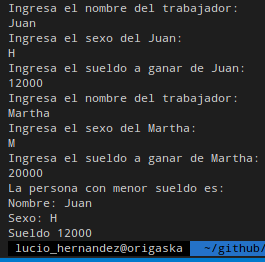 Ingresa el nombre del trabajador:
Juan
Ingresa el sexo del Juan:
H
Ingresa el sueldo a ganar de Juan:
12000
Ingresa el nombre del trabajador:
Martha
Ingresa el sexo del Martha:
M
Ingresa el sueldo a ganar de Martha:
20000
La persona con menor sueldo es:
Nombre: Juan
Sexo: H
Sueldo 12000
lucio_hernandez@origaska ~/github/